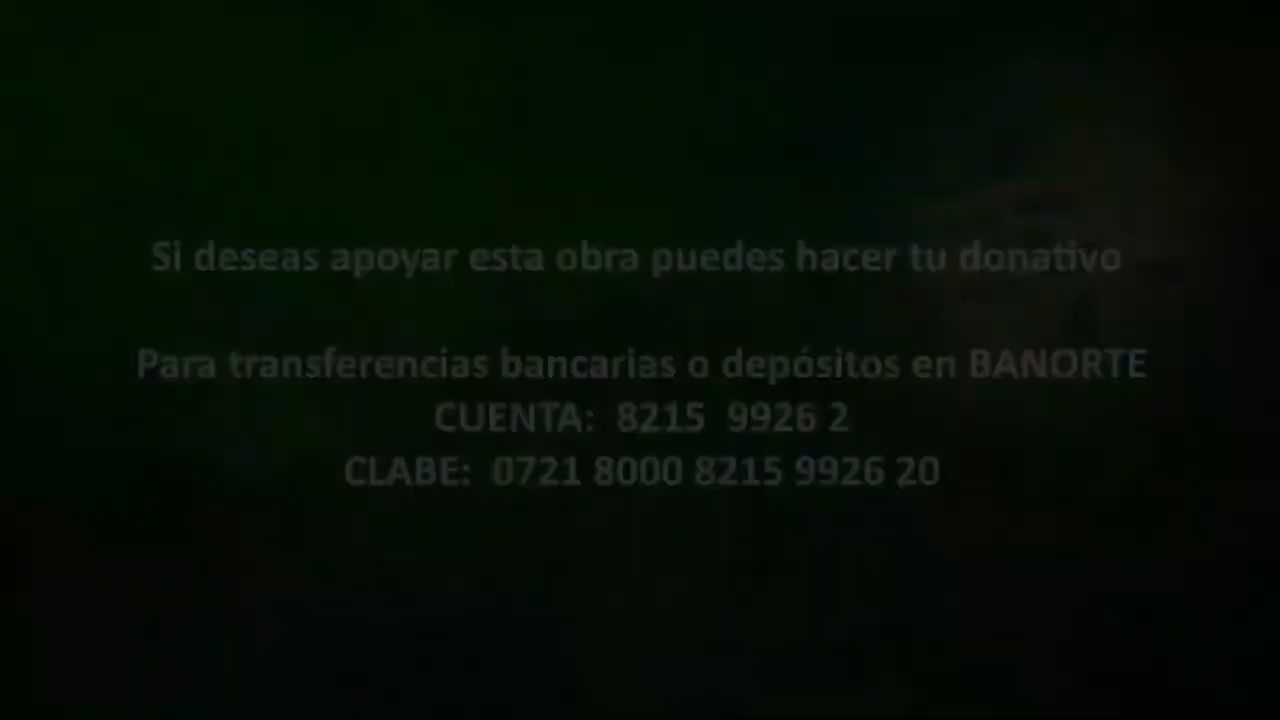 Si deseas apoyar esta obra puedes hacer tu donativo
Para transferencias bancarias o depósitos en BANORTE
CUENTA: 8215 9926 2
CLABE: 0721 8000 8215 9926 20